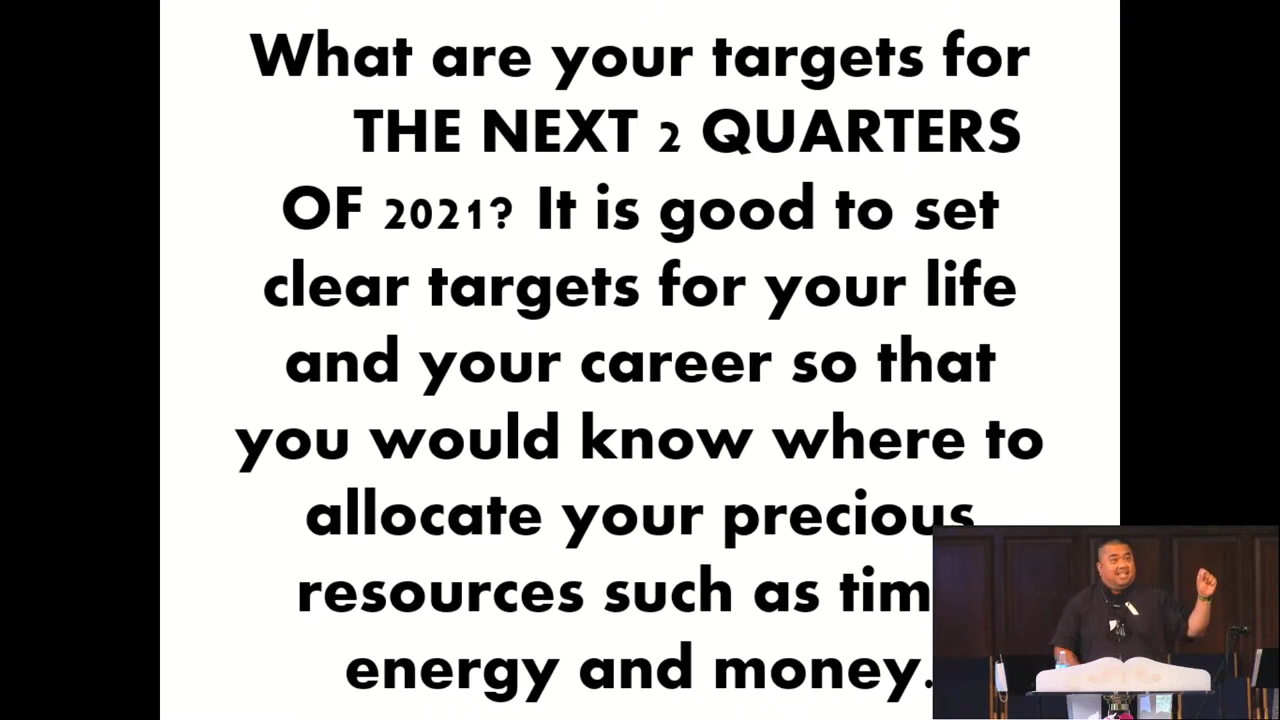 What are your targets for
THE NEXT 2 QUARTERS
OF 2021? It is good to set
clear targets for your life
and your career so that
you would know where to
allocate your precious
resources such as
energy and money.